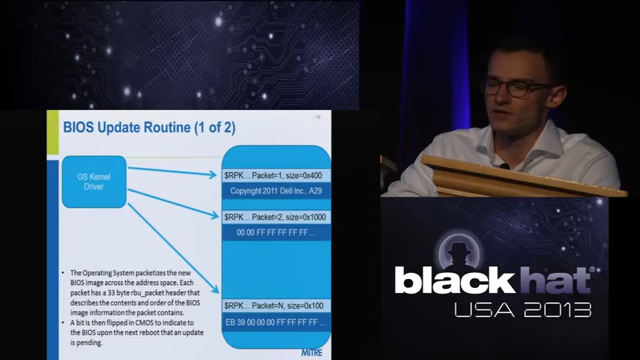 BIOS Update Routine (1 of 2)
OS Kernel
Driver
$RPK... Packet=1, size=0x400
Copyright 2011 Dell Inc.. A29
$RPK... Packet=2, size=0x1000
00 00 FF FF FF FF FF...
$RPK... Packet=N, size=0x100
EB 39 00 00 00 FF FF FF FF ...
• The Operating System packetizes the new
BIOS image across the address space. Each
packet has a 33 byte rbu_packet header that
describes the contents and order of the BIOS
image information the packet contains.
• A bit is then flipped in CMOS to indicate to
the BIOS upon the next reboot that an update
is pending.
MITRE
black hat®
USA 2013